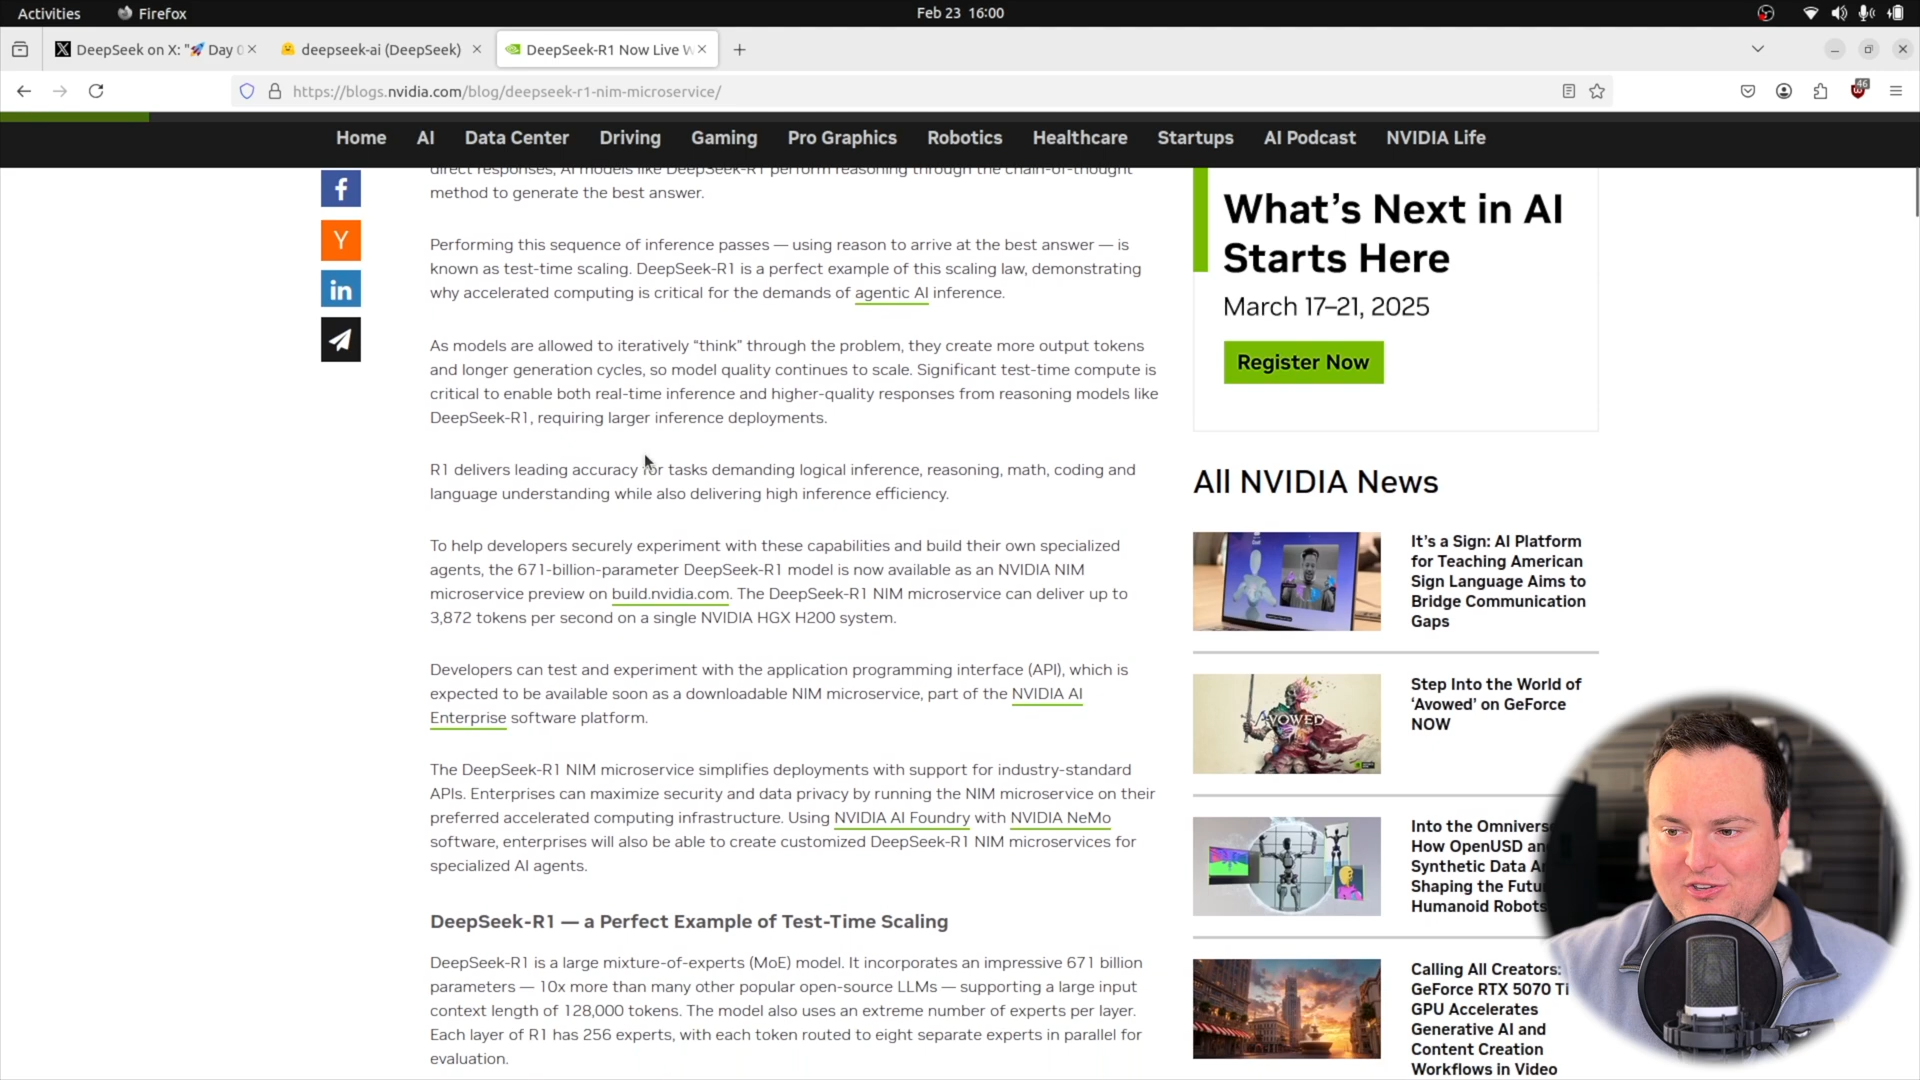 Activities
Firefox
Feb 23 16:00
DeepSeek on X: "🚀 Day 0
deepseek-ai (DeepSeek)
DeepSeek-R1 Now Live W
https://blogs.nvidia.com/blog/deepseek-r1-nim-microservice/
46
Home AI Data Center Driving Gaming Pro Graphics Robotics Healthcare Startups AI Podcast NVIDIA Life
direct responses, AI models like DeepSeek-R1 perform reasoning through the chain-of-thought
method to generate the best answer.
Performing this sequence of inference passes — using reason to arrive at the best answer — is
known as test-time scaling. DeepSeek-R1 is a perfect example of this scaling law, demonstrating
why accelerated computing is critical for the demands of agentic AI inference.
As models are allowed to iteratively “think” through the problem, they create more output tokens
and longer generation cycles, so model quality continues to scale. Significant test-time compute is
critical to enable both real-time inference and higher-quality responses from reasoning models like
DeepSeek-R1, requiring larger inference deployments.
R1 delivers leading accuracy for tasks demanding logical inference, reasoning, math, coding and
language understanding while also delivering high inference efficiency.
To help developers securely experiment with these capabilities and build their own specialized
agents, the 671-billion-parameter DeepSeek-R1 model is now available as an NVIDIA NIM
microservice preview on build.nvidia.com. The DeepSeek-R1 NIM microservice can deliver up to
3,872 tokens per second on a single NVIDIA HGX H200 system.
Developers can test and experiment with the application programming interface (API), which is
expected to be available soon as a downloadable NIM microservice, part of the NVIDIA AI
Enterprise software platform.
The DeepSeek-R1 NIM microservice simplifies deployments with support for industry-standard
APIs. Enterprises can maximize security and data privacy by running the NIM microservice on their
preferred accelerated computing infrastructure. Using NVIDIA AI Foundry with NVIDIA NeMo
software, enterprises will also be able to create customized DeepSeek-R1 NIM microservices for
specialized AI agents.
DeepSeek-R1 — a Perfect Example of Test-Time Scaling
DeepSeek-R1 is a large mixture-of-experts (MoE) model. It incorporates an impressive 671 billion
parameters — 10x more than many other popular open-source LLMs — supporting a large input
context length of 128,000 tokens. The model also uses an extreme number of experts per layer.
Each layer of R1 has 256 experts, with each token routed to eight separate experts in parallel for
evaluation.
What’s Next in AI
Starts Here
March 17–21, 2025
Register Now
All NVIDIA News
It’s a Sign: AI Platform
for Teaching American
Sign Language Aims to
Bridge Communication
Gaps
AVOWED
Step Into the World of
‘Avowed’ on GeForce
NOW
Into the Omnivers
How OpenUSD an
Synthetic Data A
Shaping the Futu
Humanoid Robots
Calling All Creators:
GeForce RTX 5070 Ti
GPU Accelerates
Generative AI and
Content Creation
Workflows in Video